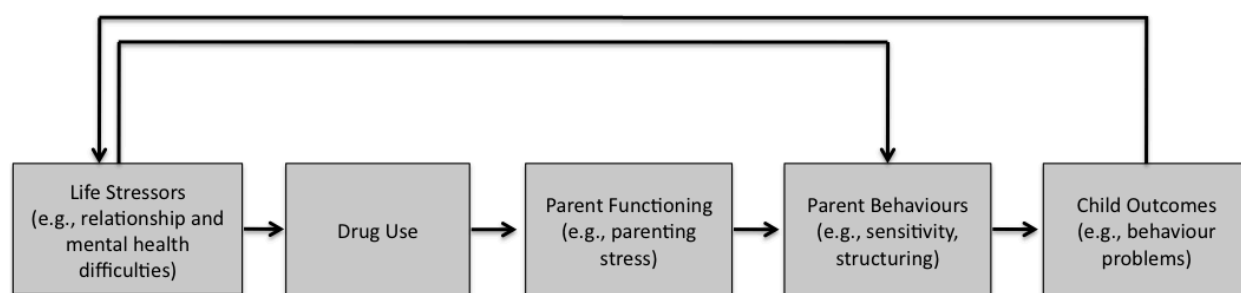 Life Stressors
(e.g., relationship and
mental health
difficulties)
Drug Use
Parent Functioning
(e.g., parenting
stress)
Parent Behaviours
(e.g., sensitivity,
structuring)
Child Outcomes
(e.g., behaviour
problems)